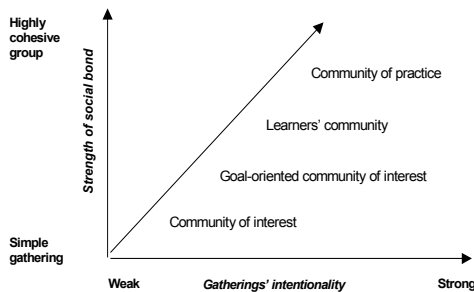 Highly
cohesive
group
Strength of social bond
Community of practice
Learners' community
Goal-oriented community of interest
Community of interest
Simple
gathering
Weak
Gatherings' intentionality
Strong